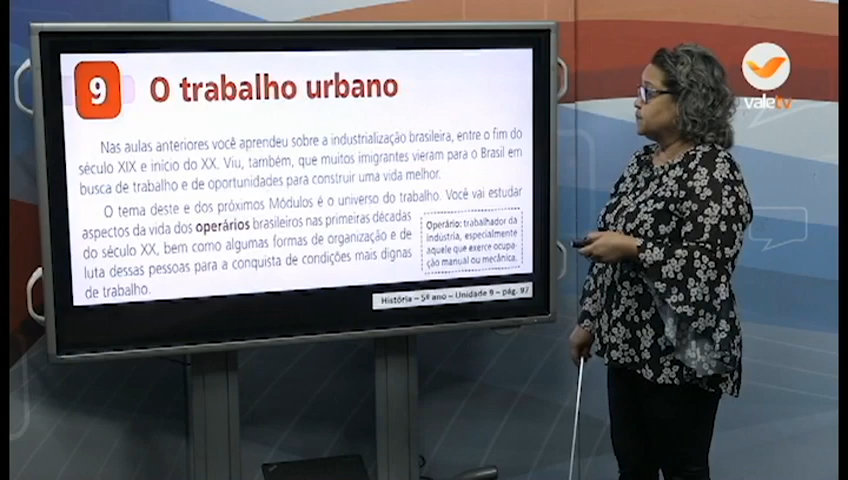 9 O trabalho urbano
Nas aulas anteriores você aprendeu sobre a industrialização brasileira, entre o fim do
século XIX e início do XX. Viu, também, que muitos imigrantes vieram para o Brasil em
busca de trabalho e de oportunidades para construir uma vida melhor.
O tema deste e dos próximos Módulos é o universo do trabalho. Você vai estudar
aspectos da vida dos operários brasileiros nas primeiras décadas
do século XX, bem como algumas formas de organização e de
luta dessas pessoas para a conquista de condições mais dignas
de trabalho.
Operário: trabalhador da
indústria, especialmente
aquele que exerce ocupa-
ção manual ou mecânica.
História – 5º ano – Unidade 9 – pág. 97
valetv